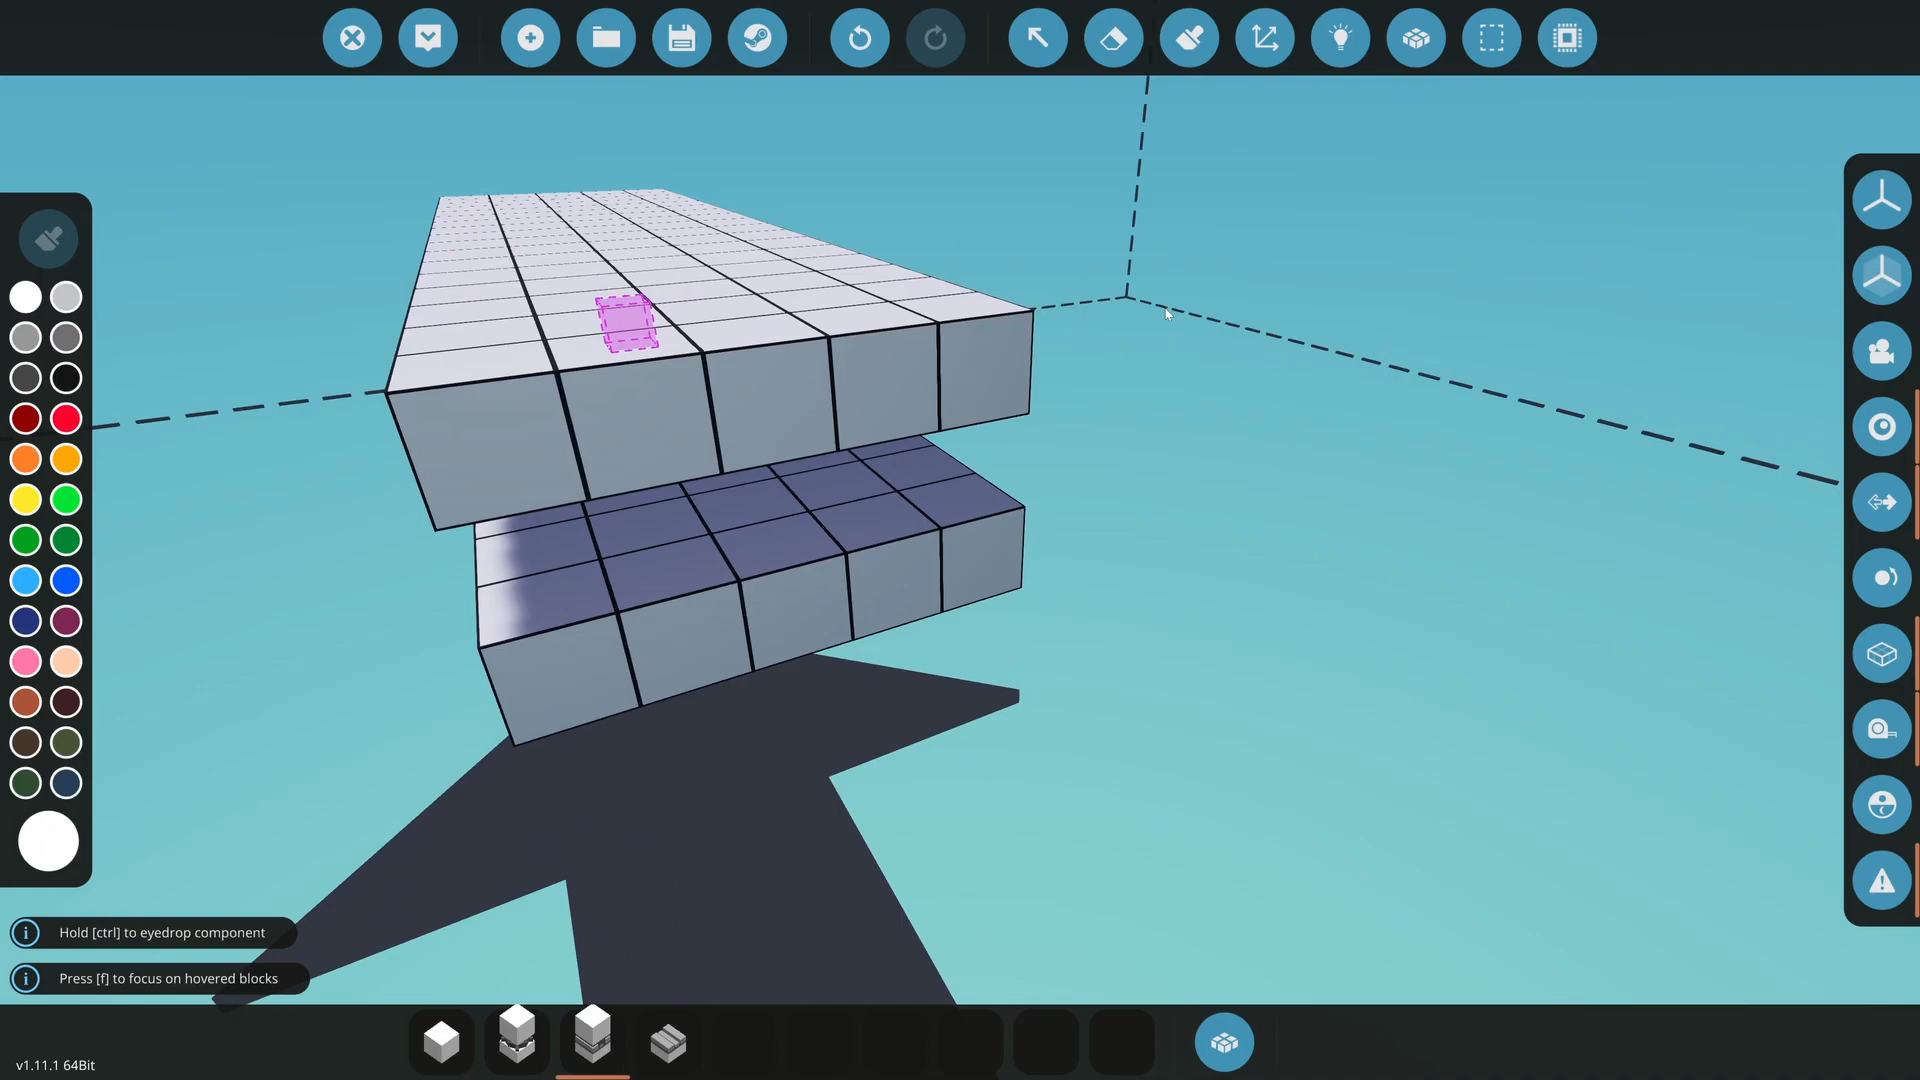 Hold [ctrl] to eyedrop component
Press [f] to focus on hovered blocks
v1.11.1 64Bit